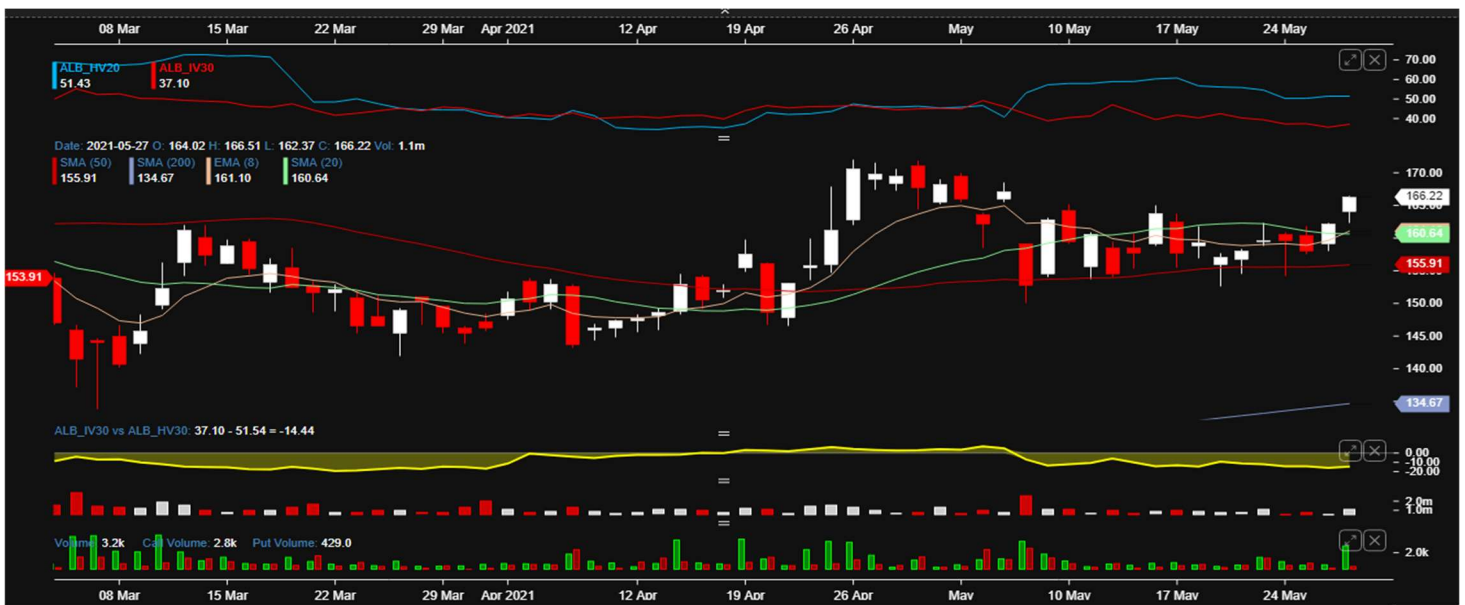 08 Mar 15 Mar 22 Mar 29 Mar Apr 2021 12 Apr 19 Apr 26 Apr May 10 May 17 May 24 May
ALB_HV20 ALB_IV30
51.43 37.10
70.00
60.00
50.00
40.00
Date: 2021-05-27 O: 164.02 H: 166.51 L: 162.37 C: 166.22 Vol: 1.1m
SMA (50) SMA (200) EMA (8) SMA (20)
155.91 134.67 161.10 160.64
170.00
166.22
165.00
160.64
155.91
153.91
150.00
145.00
140.00
134.67
ALB_IV30 vs ALB_HV30: 37.10 - 51.54 = -14.44
0.00
-10.00
-20.00
2.0m
1.0m
Volume: 3.2k Call Volume: 2.8k Put Volume: 429.0
2.0k
08 Mar 15 Mar 22 Mar 29 Mar Apr 2021 12 Apr 19 Apr 26 Apr May 10 May 17 May 24 May